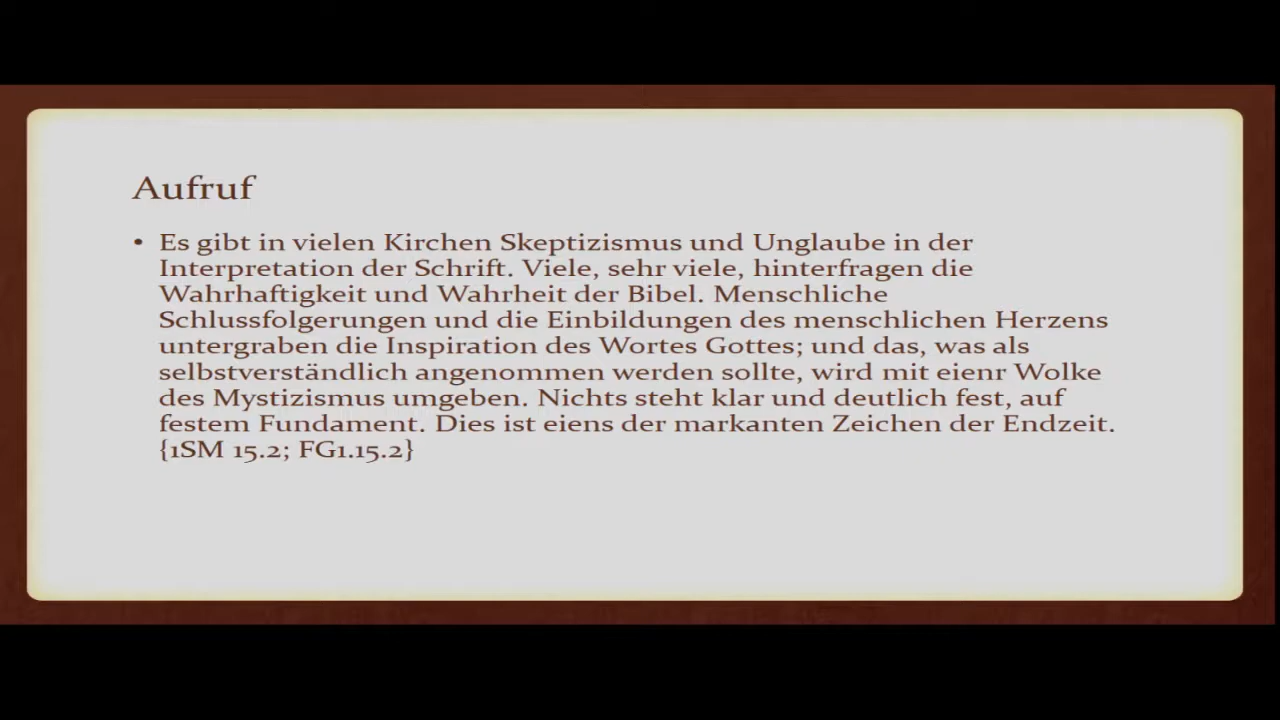 Aufruf
• Es gibt in vielen Kirchen Skeptizismus und Unglaube in der
Interpretation der Schrift. Viele, sehr viele, hinterfragen die
Wahrhaftigkeit und Wahrheit der Bibel. Menschliche
Schlussfolgerungen und die Einbildungen des menschlichen Herzens
untergraben die Inspiration des Wortes Gottes; und das, was als
selbstverständlich angenommen werden sollte, wird mit eienr Wolke
des Mystizismus umgeben. Nichts steht klar und deutlich fest, auf
festem Fundament. Dies ist eiens der markanten Zeichen der Endzeit.
{1SM 15.2; FG1.15.2}